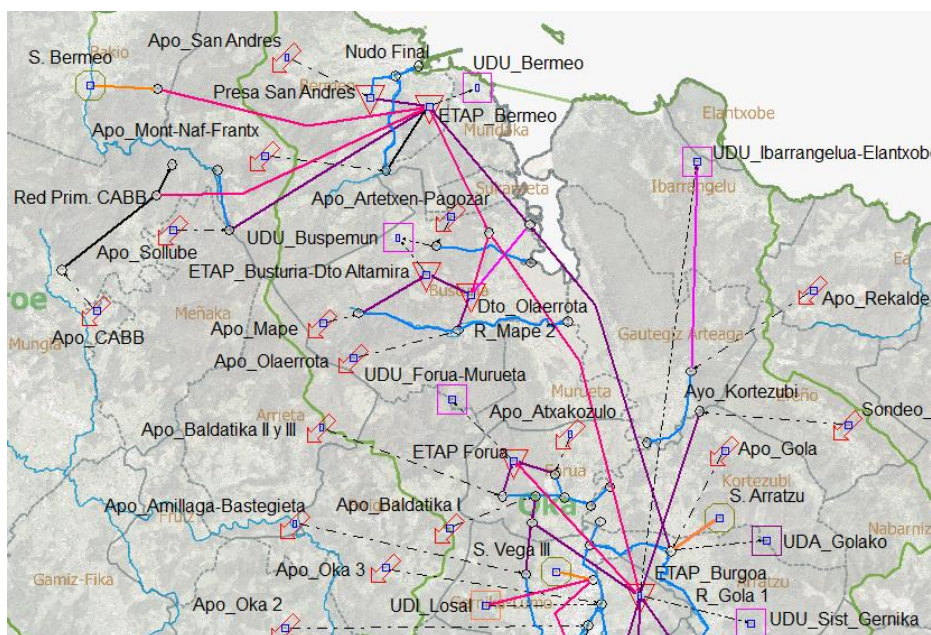 Apo_San Andres
Nudo Final
S. Bermeo
Bakio
UDU_Bermeo
Presa San Andres
ETAP_Bermeo
Elantxobe
Apo_Mont-Naf-Frantx
Mundaka
UDU_Ibarrangelua-Elantxobe
Ibarrangelu
Red Prim. CABB
Apo_Artetxen-Pagozar
Sukarrieta
Apo_Sollube
UDU_Buspemun
Ea
ETAP_Busturia-Dto Altamira
Apo_Rekalde
Meñaka
Dto_Olaerrota
Apo_CABB
Apo_Mape
R_Mape 2
Gautegiz Arteaga
Mungia
Apo_Olaerrota
UDU_Forua-Murueta
Murueta
Ayo_Kortezubi
Ereño
Arrieta
Apo_Atxakozulo
Sondeo_
Apo_Baldatika II y III
ETAP Forua
Apo_Gola
Forua
Kortezubi
Apo_Amillaga-Bastegieta
Apo_Baldatika I
Oka
S. Arratzu
Fruiz
Nabarniz
S. Vega III
UDA_Golako
Gamiz-Fika
Apo_Oka 3
ETAP_Burgoa
Arratzu
UDI_Losal
R_Gola 1
Apo_Oka 2
UDU_Sist_Gernika